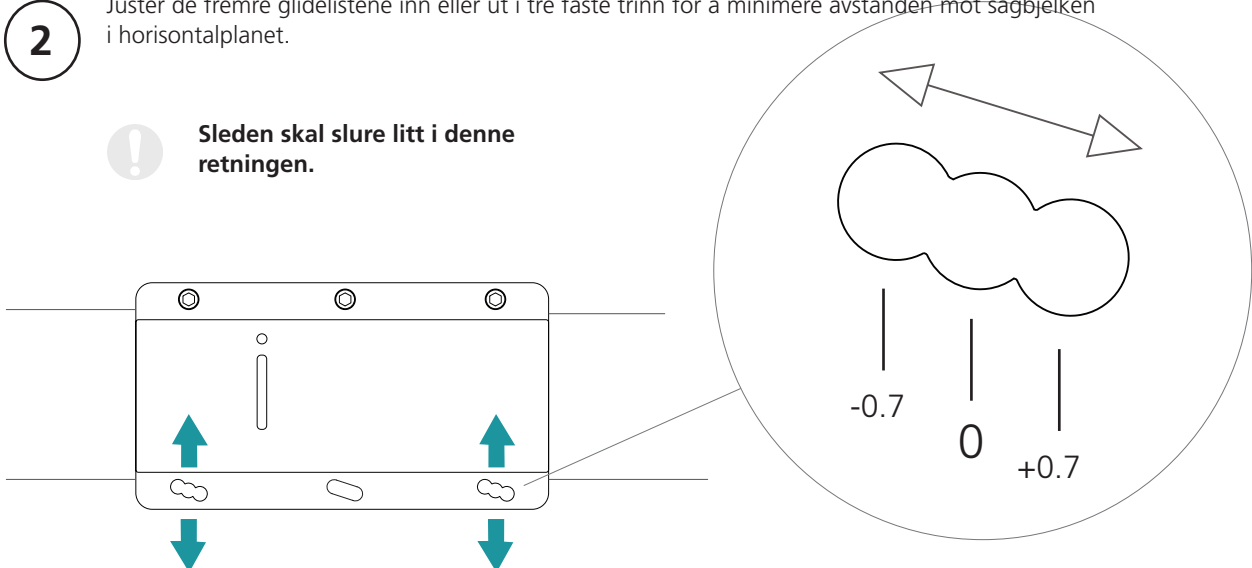 Juster de fremre glidelistene inn eller ut i tre faste trinn for å minimere avstanden mot sagbjelken
2
i horisontalplanet.
Sleden skal slure litt i denne
retningen.
-0.7
0
+0.7